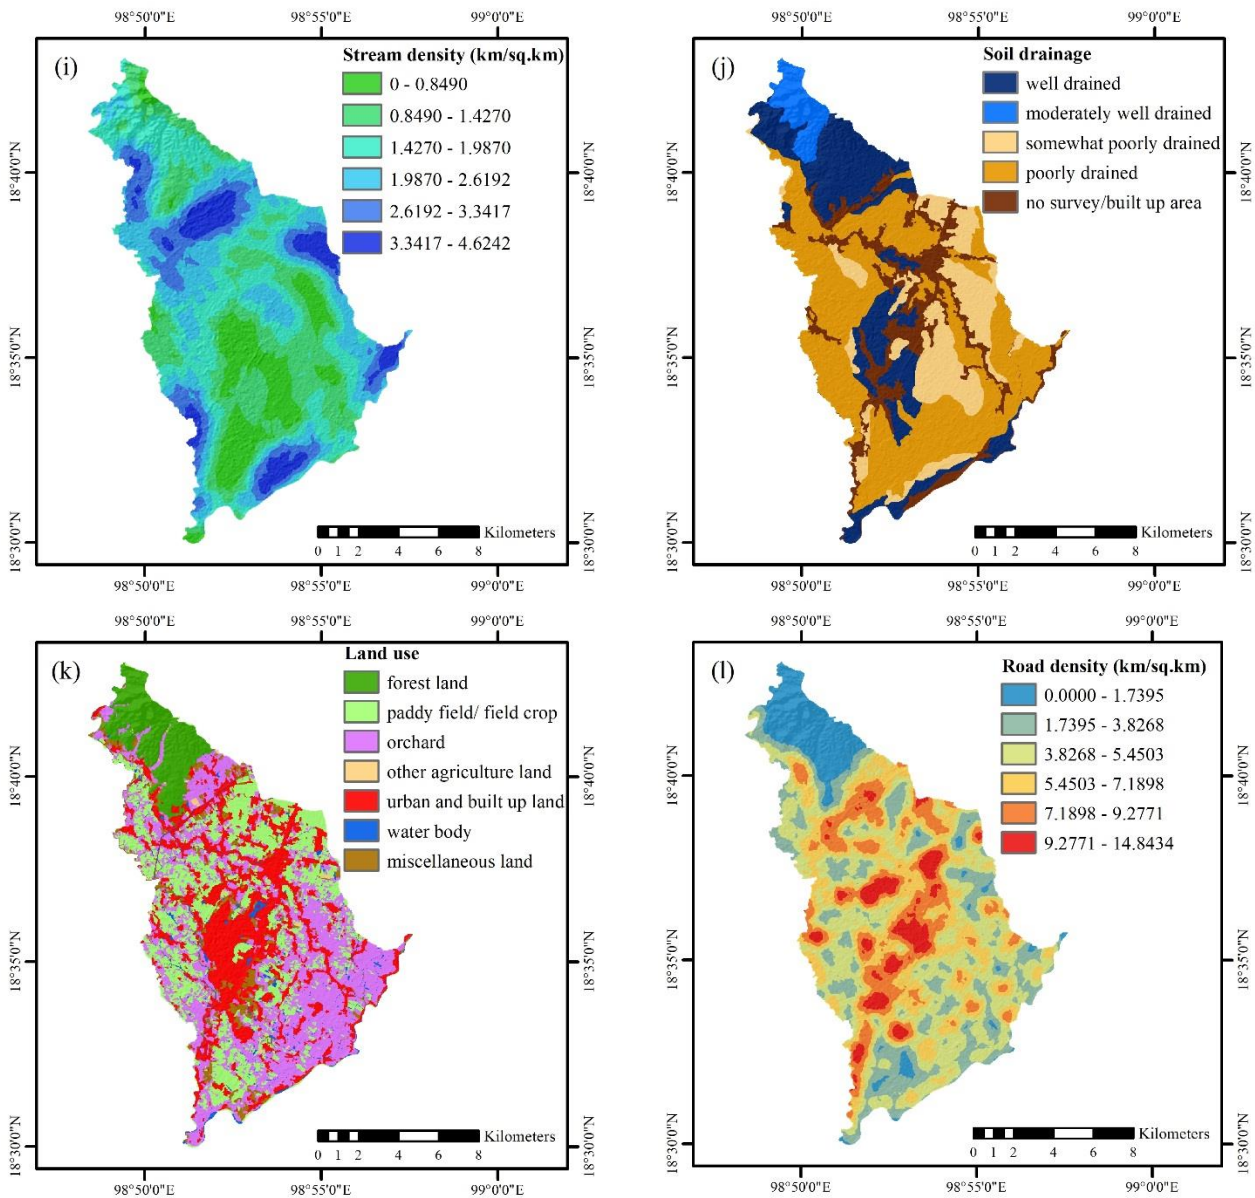 98°50'0"E 98°55'0"E 99°0'0"E
(i)
Stream density (km/sq.km)
0 - 0.8490
0.8490 - 1.4270
1.4270 - 1.9870
1.9870 - 2.6192
2.6192 - 3.3417
3.3417 - 4.6242
18°40'0"N 18°40'0"N
18°35'0"N 18°35'0"N
18°30'0"N 18°30'0"N
Kilometers
0 1 2 4 6 8
98°50'0"E 98°55'0"E 99°0'0"E
98°50'0"E 98°55'0"E 99°0'0"E
(j)
Soil drainage
well drained
moderately well drained
somewhat poorly drained
poorly drained
no survey/built up area
18°40'0"N 18°40'0"N
18°35'0"N 18°35'0"N
18°30'0"N 18°30'0"N
Kilometers
0 1 2 4 6 8
98°50'0"E 98°55'0"E 99°0'0"E
98°50'0"E 98°55'0"E 99°0'0"E
(k)
Land use
forest land
paddy field/ field crop
orchard
other agriculture land
urban and built up land
water body
miscellaneous land
18°40'0"N 18°40'0"N
18°35'0"N 18°35'0"N
18°30'0"N 18°30'0"N
Kilometers
0 1 2 4 6 8
98°50'0"E 98°55'0"E 99°0'0"E
98°50'0"E 98°55'0"E 99°0'0"E
(l)
Road density (km/sq.km)
0.0000 - 1.7395
1.7395 - 3.8268
3.8268 - 5.4503
5.4503 - 7.1898
7.1898 - 9.2771
9.2771 - 14.8434
18°40'0"N 18°40'0"N
18°35'0"N 18°35'0"N
18°30'0"N 18°30'0"N
Kilometers
0 1 2 4 6 8
98°50'0"E 98°55'0"E 99°0'0"E